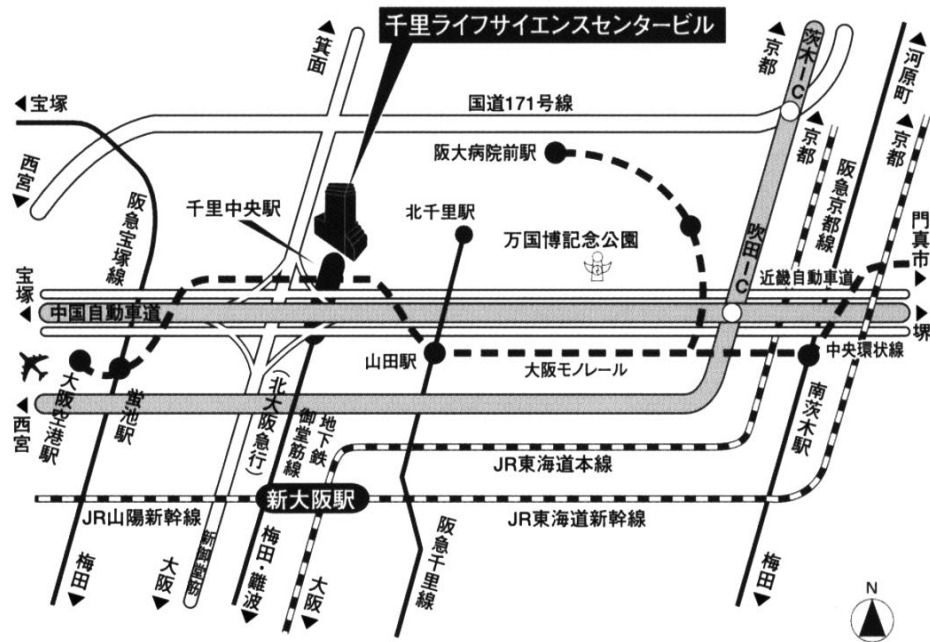 千里ライフサイエンスセンタービル
宝塚
箕面
国道171号線
京都
茨木IC
河原町
京都
京都
西宮
阪急宝塚線
千里中央駅
阪大病院前駅
北千里駅
万国博記念公園
吹田IC
阪急京都線
門真市
近畿自動車道
宝塚
中国自動車道
堺
中央環状線
山田駅
大阪モノレール
南茨木駅
西宮
大阪空港駅
蛍池駅
(北大阪急行)
地下鉄
御堂筋線
JR東海道本線
新大阪駅
JR山陽新幹線
JR東海道新幹線
新御堂筋
阪急千里線
梅田
大阪
梅田・難波
大阪
梅田
N